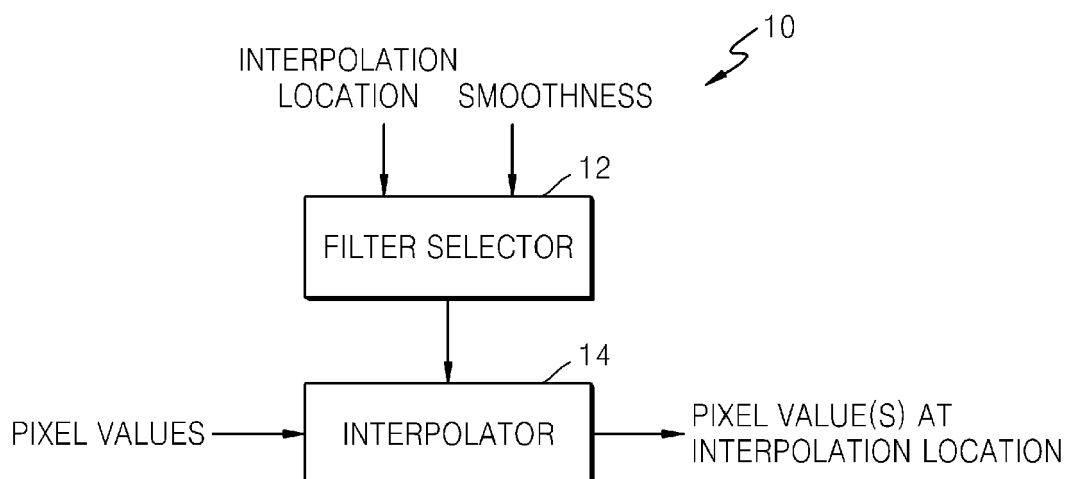 10
INTERPOLATION
LOCATION
SMOOTHNESS
12
FILTER SELECTOR
14
PIXEL VALUES
INTERPOLATOR
PIXEL VALUE(S) AT
INTERPOLATION LOCATION